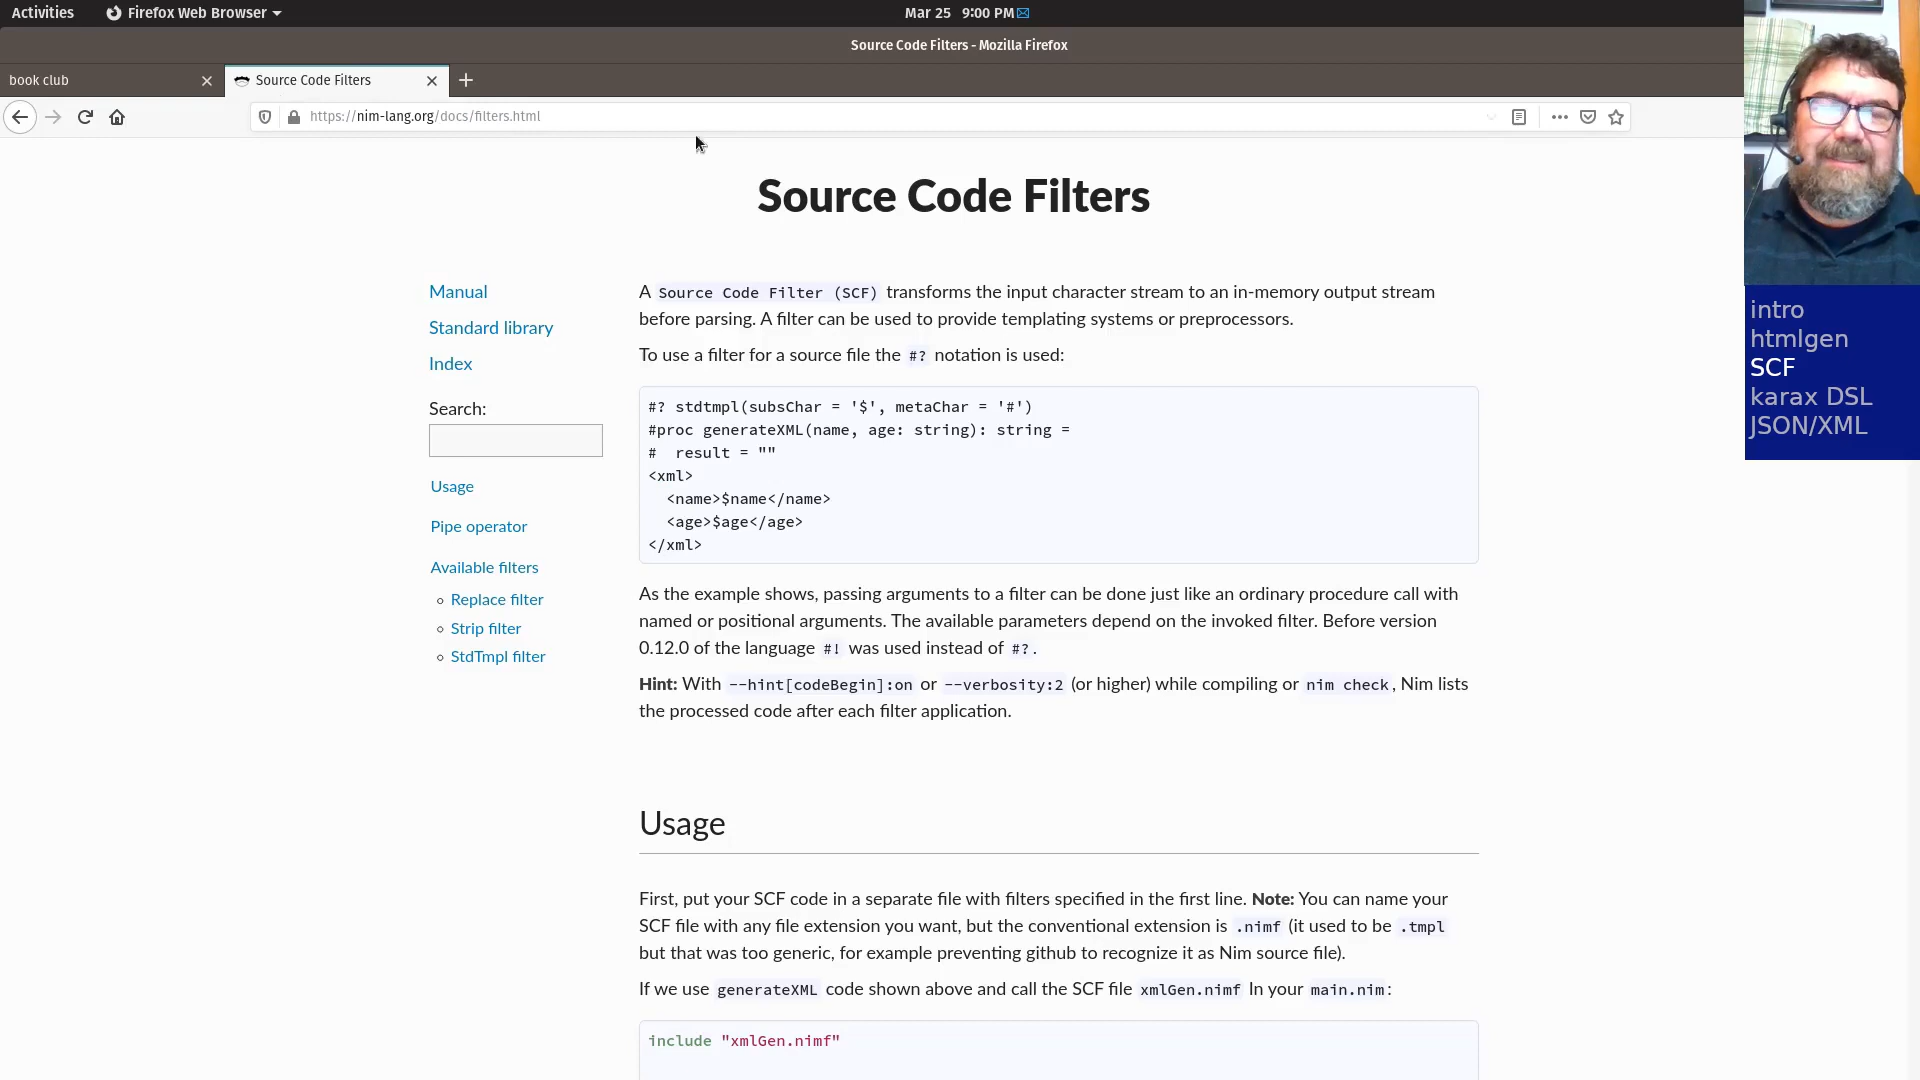 Activities
Firefox Web Browser
Mar 25 9:00 PM
Source Code Filters - Mozilla Firefox
book club
Source Code Filters
https://nim-lang.org/docs/filters.html
Source Code Filters
Manual
Standard library
Index
Search:
Usage
Pipe operator
Available filters
Replace filter
Strip filter
StdTmpl filter
A Source Code Filter (SCF) transforms the input character stream to an in-memory output stream
before parsing. A filter can be used to provide templating systems or preprocessors.
To use a filter for a source file the #? notation is used:
#? stdtmpl(subsChar = '$', metaChar = '#')
#proc generateXML(name, age: string): string =
#  result = ""
<xml>
  <name>$name</name>
  <age>$age</age>
</xml>
As the example shows, passing arguments to a filter can be done just like an ordinary procedure call with
named or positional arguments. The available parameters depend on the invoked filter. Before version
0.12.0 of the language #! was used instead of #?.
Hint: With --hint[codeBegin]:on or --verbosity:2 (or higher) while compiling or nim check, Nim lists
the processed code after each filter application.
Usage
First, put your SCF code in a separate file with filters specified in the first line. Note: You can name your
SCF file with any file extension you want, but the conventional extension is .nimf (it used to be .tmpl
but that was too generic, for example preventing github to recognize it as Nim source file).
If we use generateXML code shown above and call the SCF file xmlGen.nimf In your main.nim:
include "xmlGen.nimf"
intro
htmlgen
SCF
karax DSL
JSON/XML